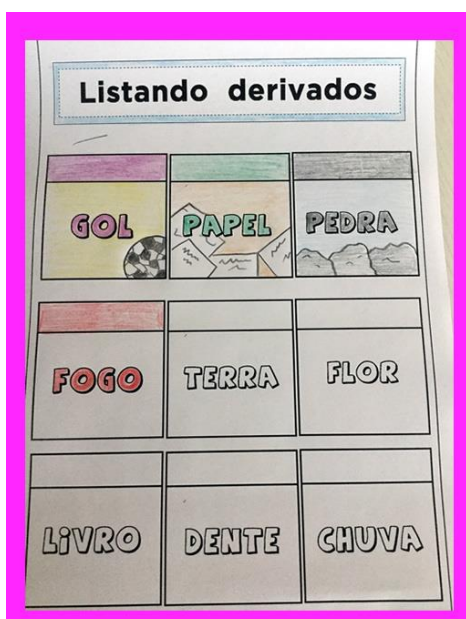 Listando derivados
GOL PAPEL PEDRA
FOGO TERRA FLOR
LiVRO DENTE CHUVA